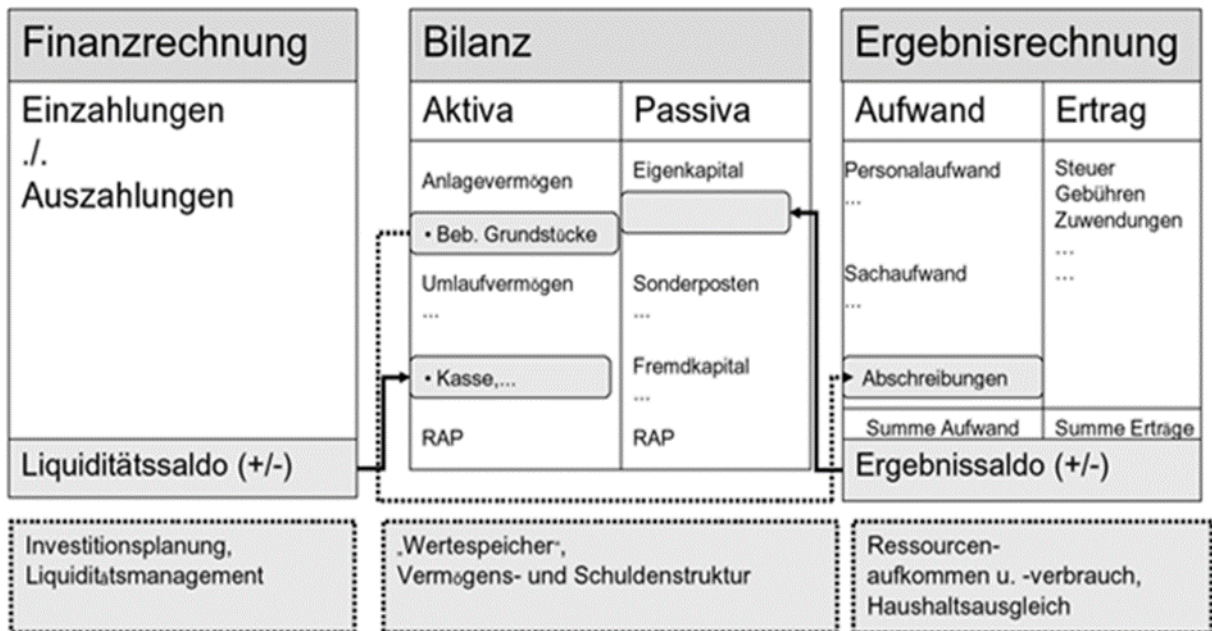 Finanzrechnung
Einzahlungen
./.
Auszahlungen
Liquiditätssaldo (+/-)
Investitionsplanung,
Liquiditätsmanagement
Bilanz
Aktiva
Passiva
Anlagevermögen
• Beb. Grundstücke
Umlaufvermögen
...
• Kasse,...
RAP
Eigenkapital
Sonderposten
...
Fremdkapital
...
RAP
„Wertespeicher“,
Vermögens- und Schuldenstruktur
Ergebnisrechnung
Aufwand
Ertrag
Personalaufwand
...
Sachaufwand
...
Abschreibungen
Summe Aufwand
Steuer
Gebühren
Zuwendungen
...
...
Summe Erträge
Ergebnissaldo (+/-)
Ressourcen-
aufkommen u. -verbrauch,
Haushaltsausgleich